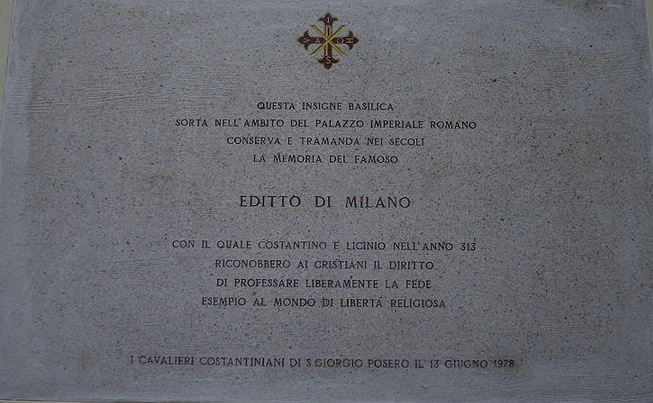 I
V A Ω H
S
QUESTA INSIGNE BASILICA
SORTA NELL'AMBITO DEL PALAZZO IMPERIALE ROMANO
CONSERVA E TRAMANDA NEI SECOLI
LA MEMORIA DEL FAMOSO
EDITTO DI MILANO
CON IL QUALE COSTANTINO E LICINIO NELL'ANNO 313
RICONOBBERO AI CRISTIANI IL DIRITTO
DI PROFESSARE LIBERAMENTE LA FEDE
ESEMPIO AL MONDO DI LIBERTÀ RELIGIOSA
I CAVALIERI COSTANTINIANI DI S.GIORGIO POSERO IL 13 GIUGNO 1978